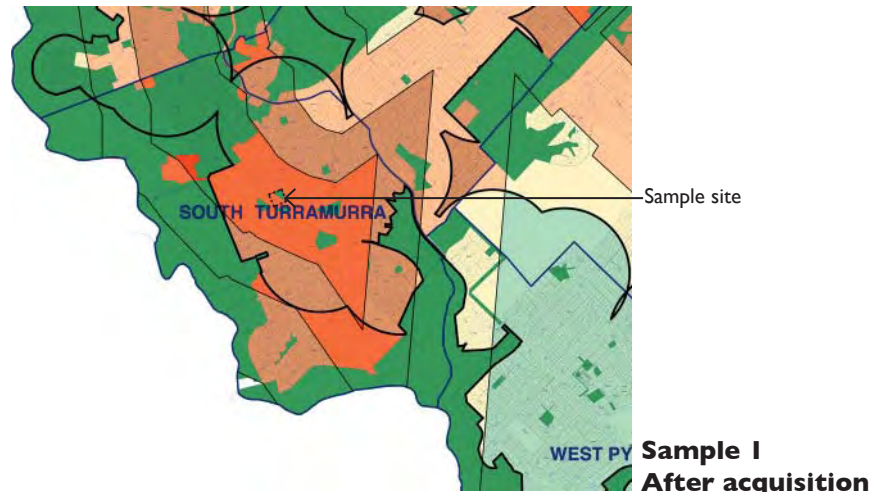 Sample site
SOUTH TURRAMURRA
WEST PY
Sample 1
After acquisition